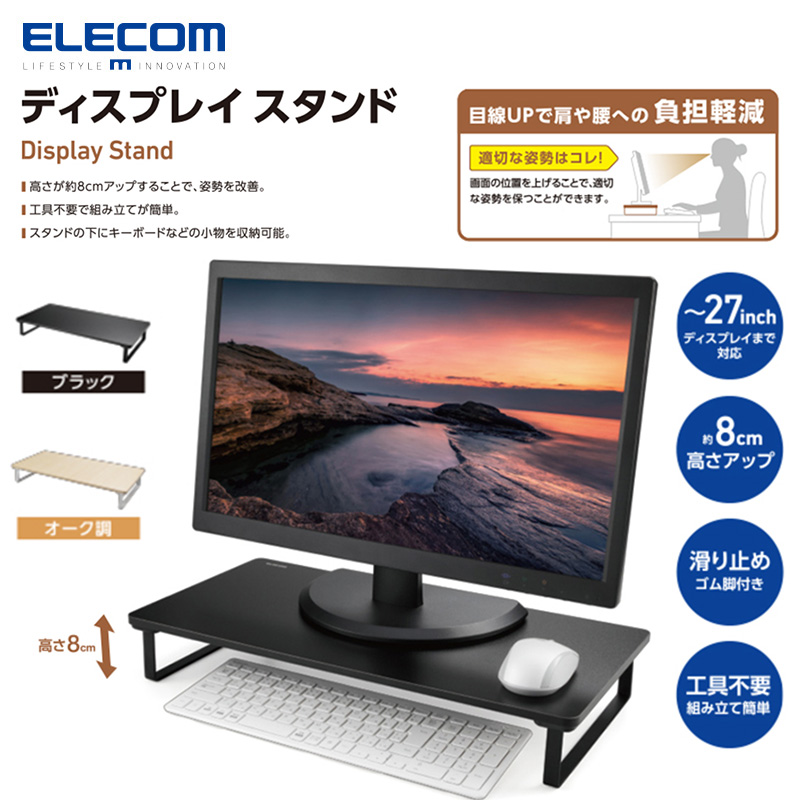 ELECOM
LIFESTYLE INNOVATION
ディスプレイ スタンド
Display Stand
高さが約8cmアップすることで、姿勢を改善。
工具不要で組み立てが簡単。
スタンドの下にキーボードなどの小物を収納可能。
目線UPで肩や腰への 負担軽減
適切な姿勢はコレ!
画面の位置を上げることで、適切
な姿勢を保つことができます。
ブラック
オーク調
高さ8cm
ELECOM
〜27inch
ディスプレイまで
対応
約8cm
高さアップ
滑り止め
ゴム脚付き
工具不要
組み立て簡単